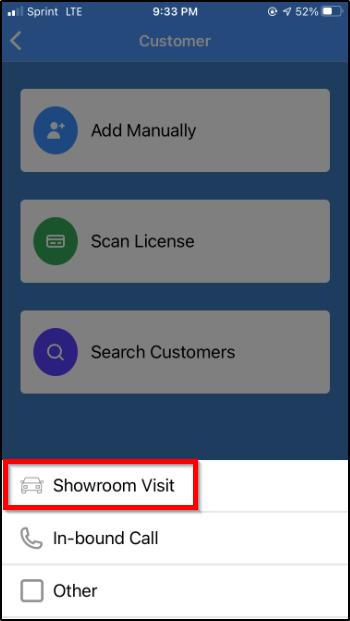 Sprint LTE 9:33 PM 52%
Customer
Add Manually
Scan License
Search Customers
Showroom Visit
In-bound Call
Other